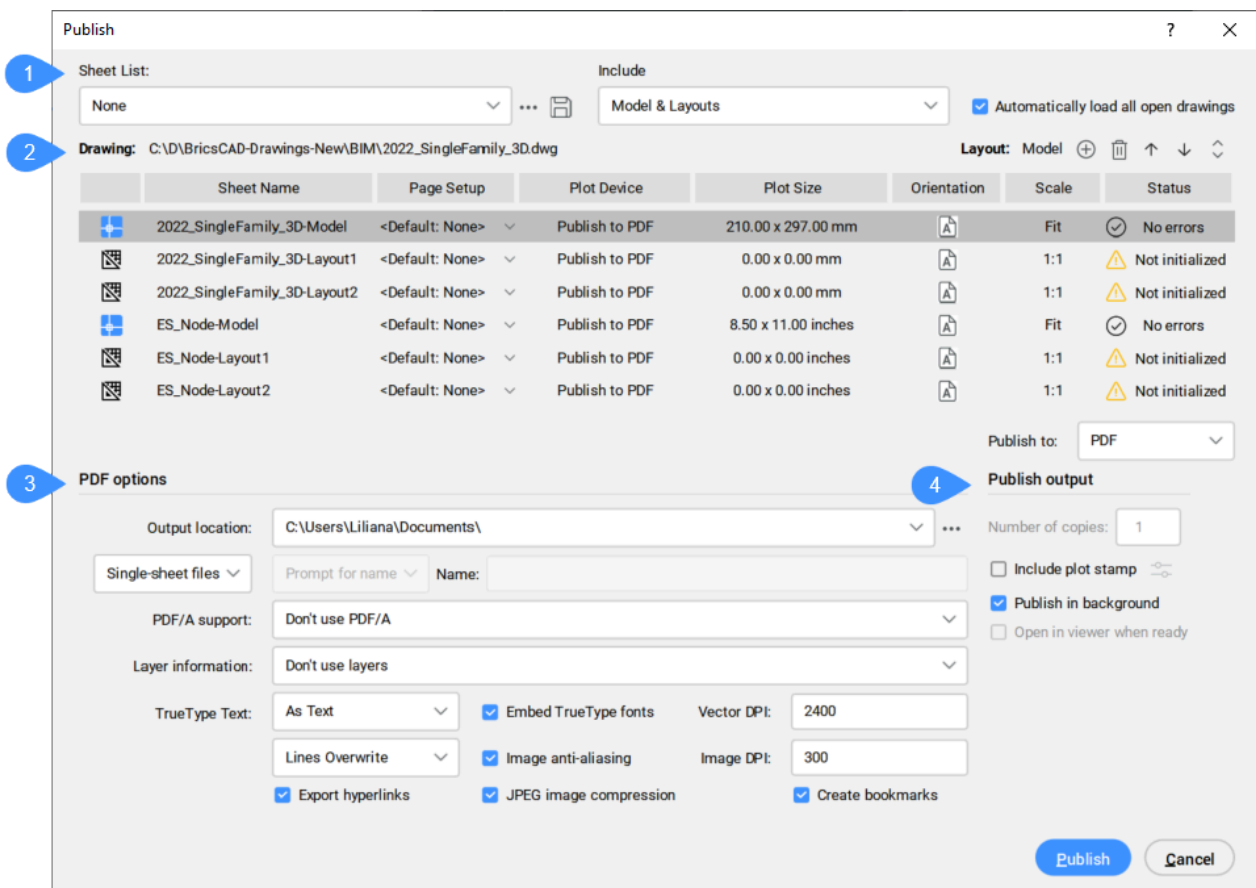 Publish ?
1 Sheet List: Include
None ... Model & Layouts Automatically load all open drawings
2 Drawing: C:\D\BricsCAD-Drawings-New\BIM\2022_SingleFamily_3D.dwg Layout: Model
Sheet Name Page Setup Plot Device Plot Size Orientation Scale Status
2022_SingleFamily_3D-Model <Default: None> Publish to PDF 210.00 x 297.00 mm A Fit No errors
2022_SingleFamily_3D-Layout1 <Default: None> Publish to PDF 0.00 x 0.00 mm A 1:1 Not initialized
2022_SingleFamily_3D-Layout2 <Default: None> Publish to PDF 0.00 x 0.00 mm A 1:1 Not initialized
ES_Node-Model <Default: None> Publish to PDF 8.50 x 11.00 inches A Fit No errors
ES_Node-Layout1 <Default: None> Publish to PDF 0.00 x 0.00 inches A 1:1 Not initialized
ES_Node-Layout2 <Default: None> Publish to PDF 0.00 x 0.00 inches A 1:1 Not initialized
Publish to: PDF
3 PDF options 4 Publish output
Output location: C:\Users\Liliana\Documents\ ... Number of copies: 1
Single-sheet files Prompt for name Name: Include plot stamp
Publish in background
PDF/A support: Don't use PDF/A
Open in viewer when ready
Layer information: Don't use layers
TrueType Text: As Text Embed TrueType fonts Vector DPI: 2400
Lines Overwrite Image anti-aliasing Image DPI: 300
Export hyperlinks JPEG image compression Create bookmarks
Publish Cancel